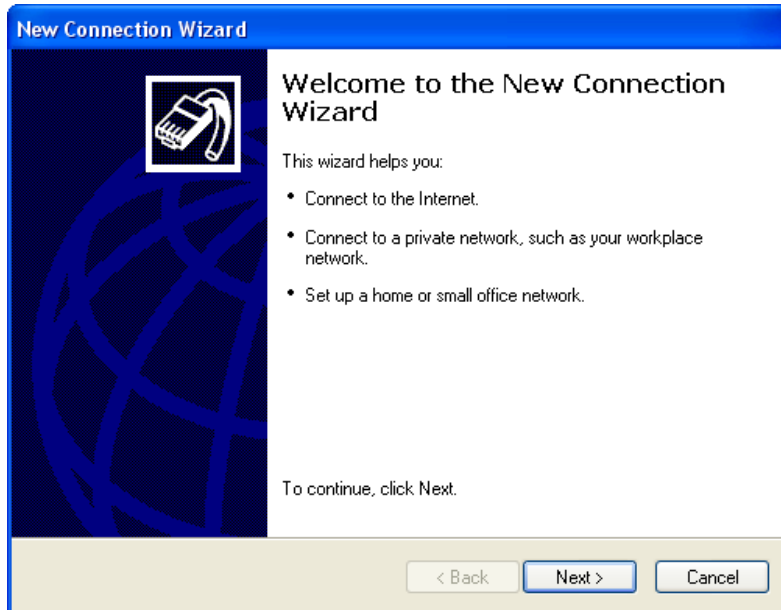 New Connection Wizard
Welcome to the New Connection
Wizard
This wizard helps you:
• Connect to the Internet.
• Connect to a private network, such as your workplace
network.
• Set up a home or small office network.
To continue, click Next.
< Back
Next >
Cancel